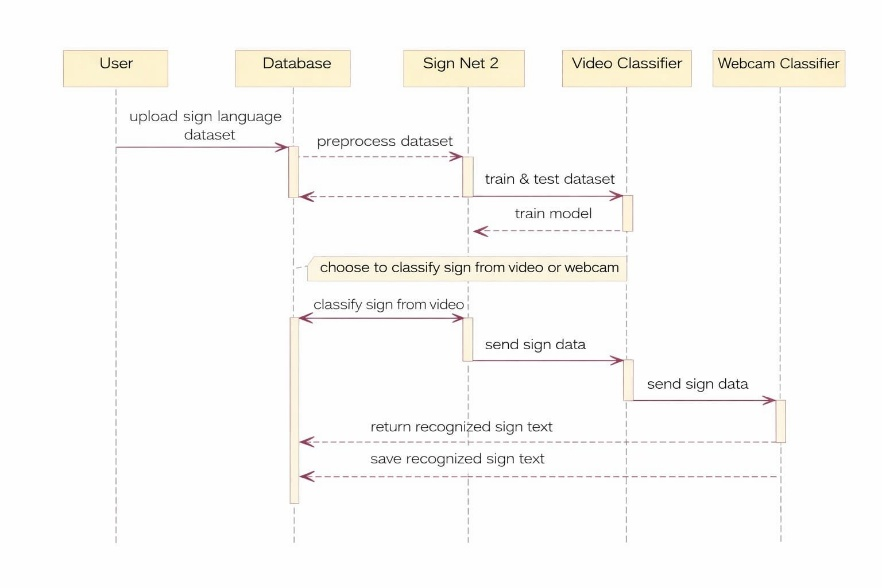 User
Database
Sign Net 2
Video Classifier
Webcam Classifier
upload sign language
dataset
preprocess dataset
train & test dataset
train model
choose to classify sign from video or webcam
classify sign from video
send sign data
send sign data
return recognized sign text
save recognized sign text